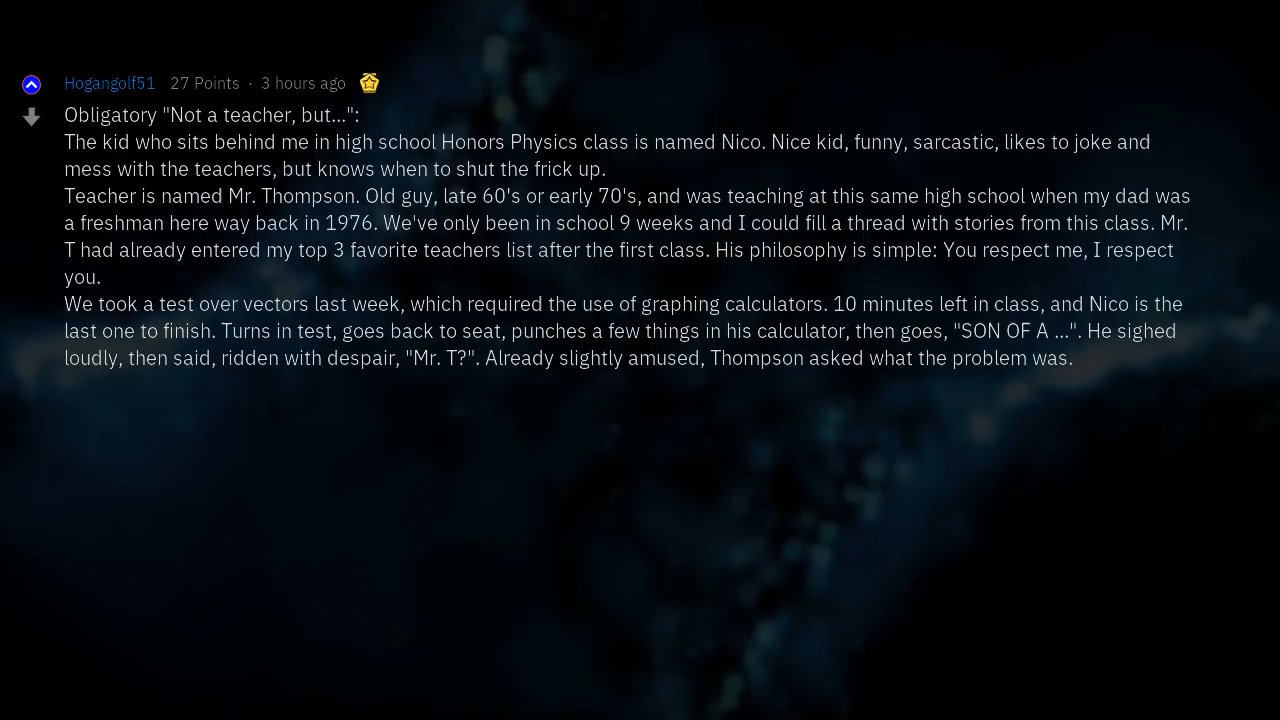 Hogangolf51 27 Points · 3 hours ago
Obligatory "Not a teacher, but...":
The kid who sits behind me in high school Honors Physics class is named Nico. Nice kid, funny, sarcastic, likes to joke and
mess with the teachers, but knows when to shut the frick up.
Teacher is named Mr. Thompson. Old guy, late 60's or early 70's, and was teaching at this same high school when my dad was
a freshman here way back in 1976. We've only been in school 9 weeks and I could fill a thread with stories from this class. Mr.
T had already entered my top 3 favorite teachers list after the first class. His philosophy is simple: You respect me, I respect
you.
We took a test over vectors last week, which required the use of graphing calculators. 10 minutes left in class, and Nico is the
last one to finish. Turns in test, goes back to seat, punches a few things in his calculator, then goes, "SON OF A ...". He sighed
loudly, then said, ridden with despair, "Mr. T?". Already slightly amused, Thompson asked what the problem was.